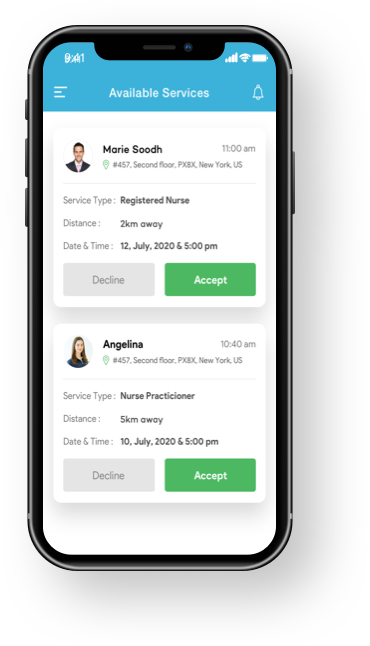 9:41
Available Services
Marie Soodh 11:00 am
#457, Second floor, PX8X, New York, US
Service Type : Registered Nurse
Distance : 2km away
Date & Time : 12, July, 2020 & 5:00 pm
Decline Accept
Angelina 10:40 am
#457, Second floor, PX8X, New York, US
Service Type : Nurse Practicioner
Distance : 5km away
Date & Time : 10, July, 2020 & 5:00 pm
Decline Accept